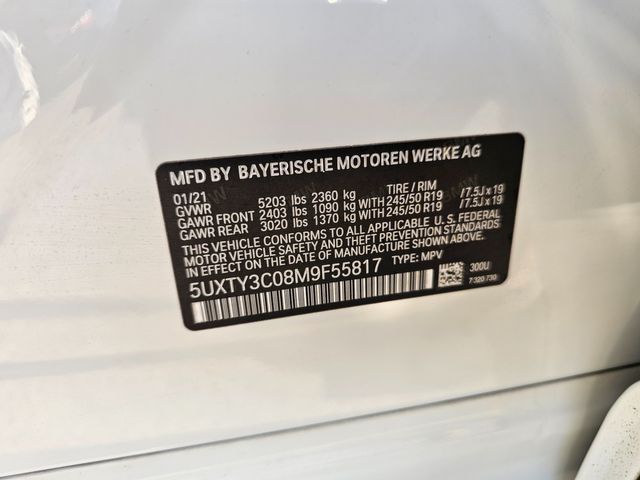 MFD BY BAYERISCHE MOTOREN WERKE AG
01/21
GVWR 5203 lbs 2360 kg TIRE / RIM
GAWR FRONT 2403 lbs 1090 kg WITH 245/50 R19 /7.5J x 19
GAWR REAR 3020 lbs 1370 kg WITH 245/50 R19 /7.5J x 19
THIS VEHICLE CONFORMS TO ALL APPLICABLE U. S. FEDERAL
MOTOR VEHICLE SAFETY AND THEFT PREVENTION STANDARDS
IN EFFECT ON THE DATE OF MANUFACTURE SHOWN ABOVE.
5UXTY3C08M9F55817 TYPE: MPV
300U
7 320 730